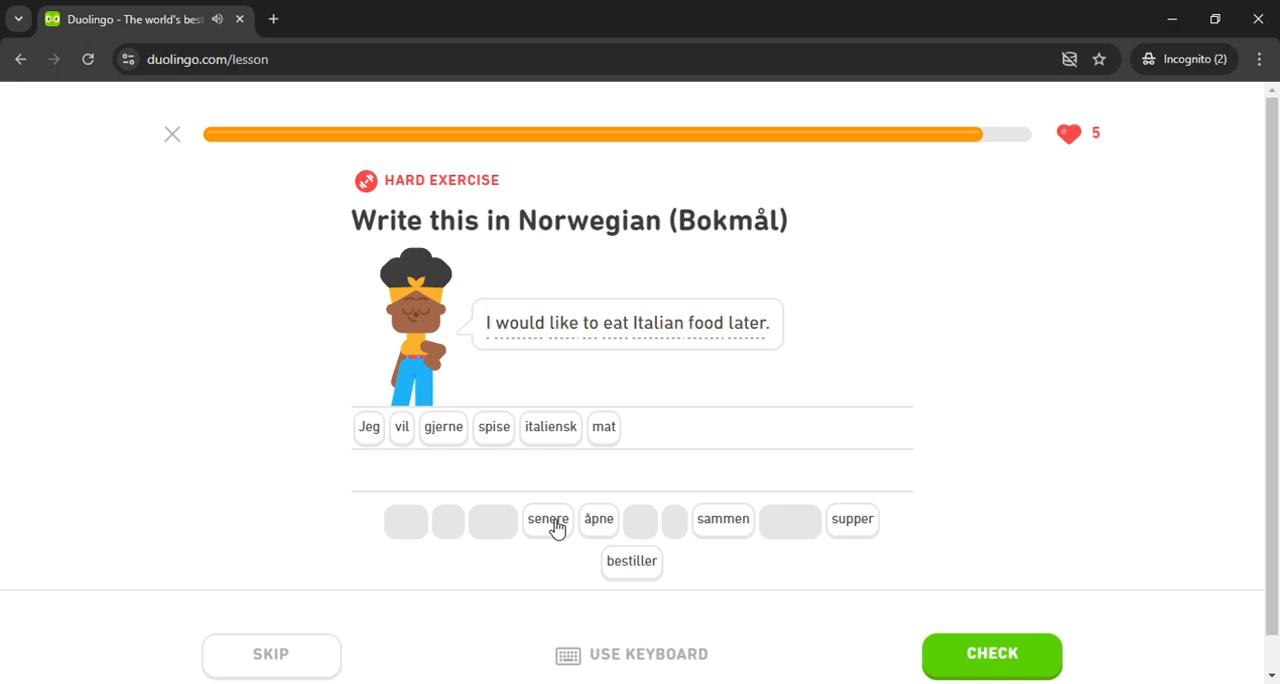 Duolingo - The world's bes
duolingo.com/lesson
Incognito (2)
5
HARD EXERCISE
Write this in Norwegian (Bokmål)
I would like to eat Italian food later.
Jeg vil gjerne spise italiensk mat
senere åpne sammen supper
bestiller
SKIP USE KEYBOARD CHECK